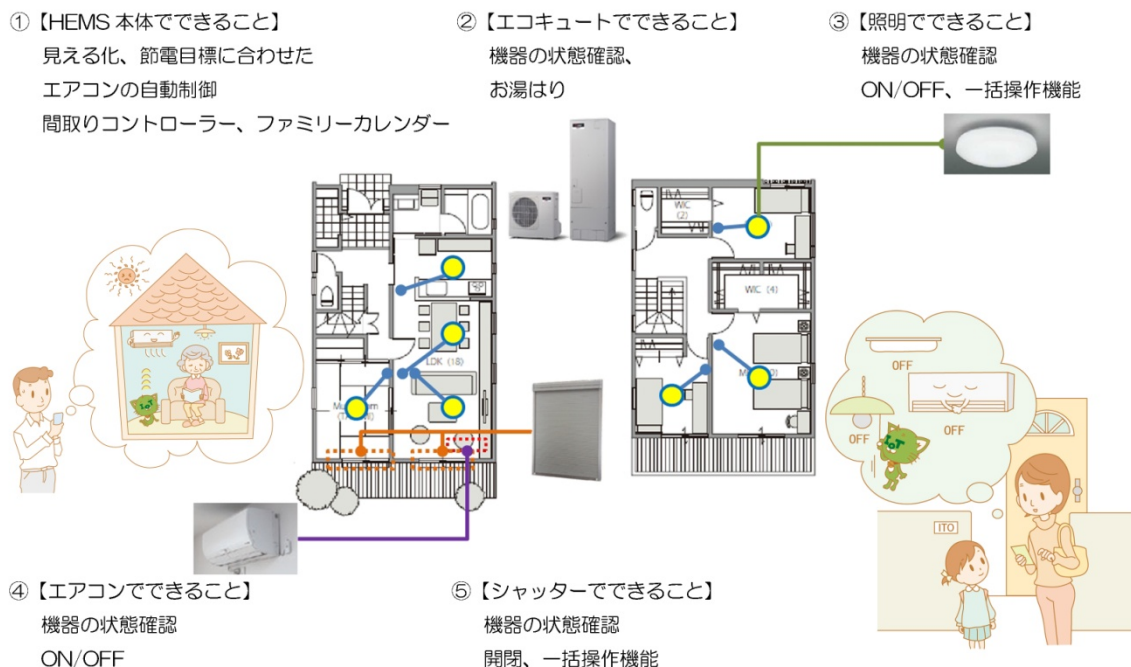 ①【HEMS 本体でできること】
見える化、節電目標に合わせた
エアコンの自動制御
間取りコントローラー、ファミリーカレンダー
②【エコキュートでできること】
機器の状態確認、
お湯はり
③【照明でできること】
機器の状態確認
ON/OFF、一括操作機能
WIC
(2)
WIC (4)
LDK (18)
IoT
OFF
OFF
OFF
IoT
ITO
④【エアコンでできること】
機器の状態確認
ON/OFF
⑤【シャッターでできること】
機器の状態確認
開閉、一括操作機能